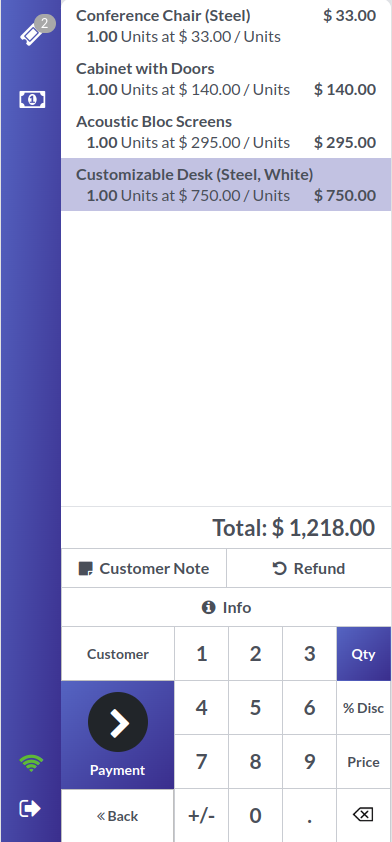 2
Conference Chair (Steel) $ 33.00
1.00 Units at $ 33.00 / Units
Cabinet with Doors
1.00 Units at $ 140.00 / Units $ 140.00
Acoustic Bloc Screens
1.00 Units at $ 295.00 / Units $ 295.00
Customizable Desk (Steel, White)
1.00 Units at $ 750.00 / Units $ 750.00
Total: $ 1,218.00
Customer Note Refund
Info
Customer 1 2 3 Qty
4 5 6 % Disc
Payment
7 8 9 Price
« Back +/- 0 .